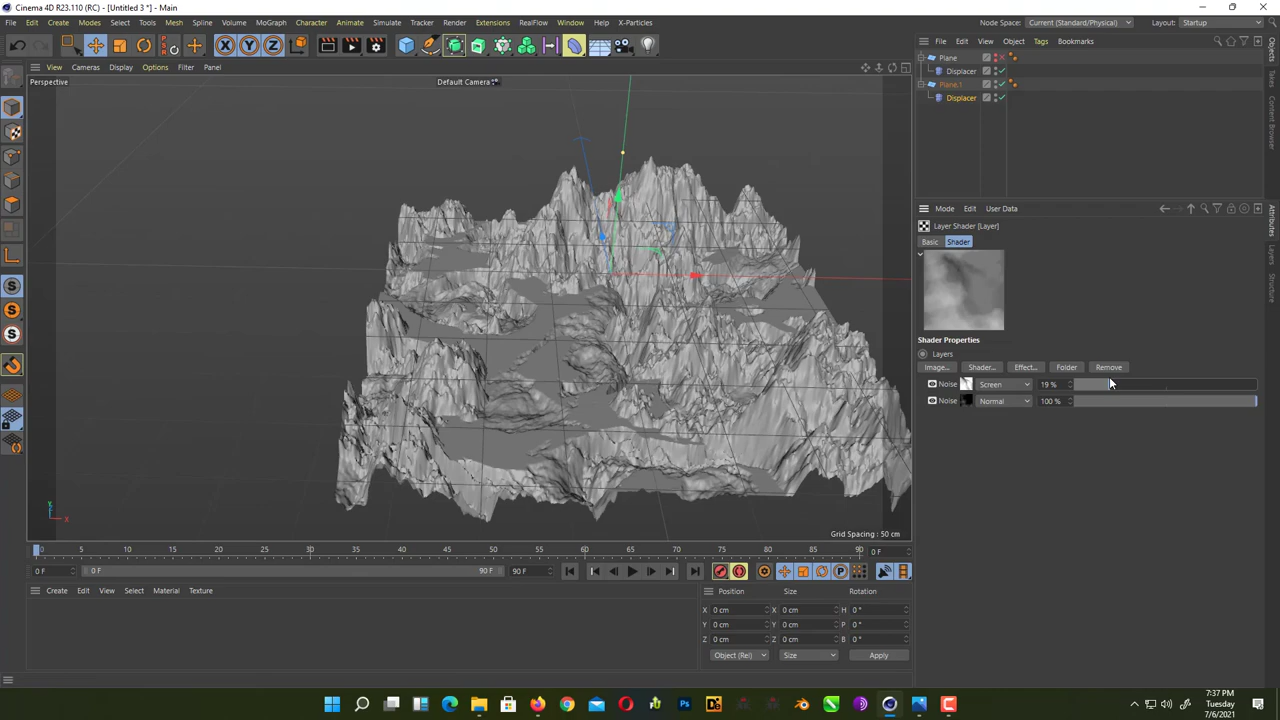 Cinema 4D R23.110 (RC) - [Untitled 3 *] - Main
File Edit Create Modes Select Tools Mesh Spline Volume MoGraph Character Animate Simulate Tracker Render Extensions RealFlow Window Help X-Particles
Node Space: Current (Standard/Physical) Layout: Startup
X Y Z
View Cameras Display Options Filter Panel
File Edit View Object Tags Bookmarks
Perspective
Default Camera
Plane
Displacer
Plane.1
Displacer
Objects
Takes
Content Browser
Mode Edit User Data
Layer Shader [Layer]
Basic Shader
Attributes
Layers
Structure
Shader Properties
Layers
Image... Shader... Effect... Folder Remove
Noise Screen 19 %
Noise Normal 100 %
Y
X
Grid Spacing : 50 cm
0 5 10 15 20 25 30 35 40 45 50 55 60 65 70 75 80 85 90 0 F
0 F 0 F 90 F 90 F
Create Edit View Select Material Texture
Position Size Rotation
X 0 cm X 0 cm H 0 °
Y 0 cm Y 0 cm P 0 °
Z 0 cm Z 0 cm B 0 °
Object (Rel) Size Apply
7:37 PM
Tuesday
7/6/2021